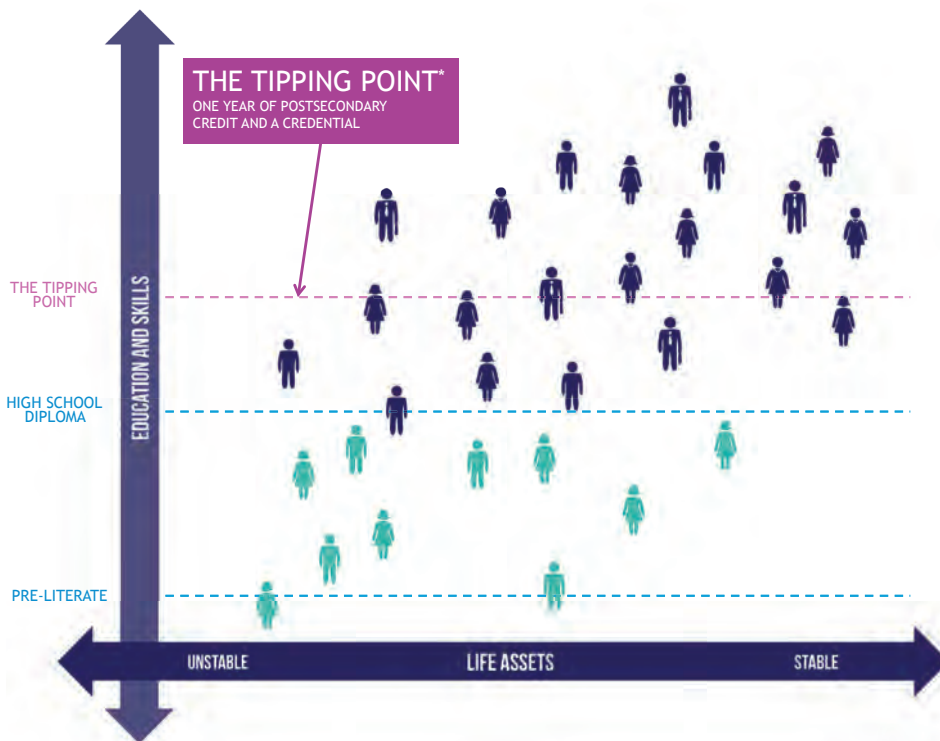 THE TIPPING POINT*
ONE YEAR OF POSTSECONDARY
CREDIT AND A CREDENTIAL
THE TIPPING
POINT
EDUCATION AND SKILLS
HIGH SCHOOL
DIPLOMA
PRE-LITERATE
UNSTABLE
LIFE ASSETS
STABLE